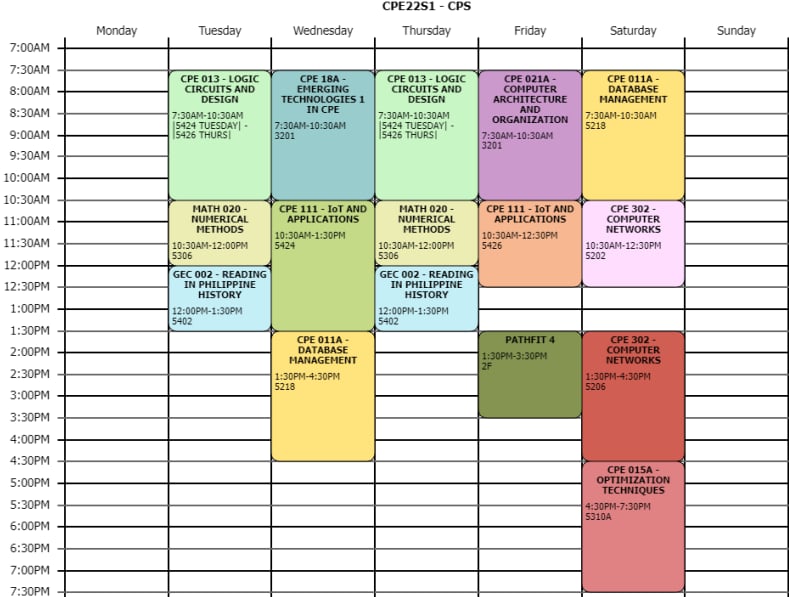 CPE22S1 - CPS
Monday
Tuesday
Wednesday
Thursday
Friday
Saturday
Sunday
7:00AM
7:30AM
8:00AM
8:30AM
9:00AM
9:30AM
10:00AM
10:30AM
11:00AM
11:30AM
12:00PM
12:30PM
1:00PM
1:30PM
2:00PM
2:30PM
3:00PM
3:30PM
4:00PM
4:30PM
5:00PM
5:30PM
6:00PM
6:30PM
7:00PM
7:30PM
CPE 013 - LOGIC
CIRCUITS AND
DESIGN
7:30AM-10:30AM
|5424 TUESDAY| -
|5426 THURS|
MATH 020 -
NUMERICAL
METHODS
10:30AM-12:00PM
5306
GEC 002 - READING
IN PHILIPPINE
HISTORY
12:00PM-1:30PM
5402
CPE 18A -
EMERGING
TECHNOLOGIES 1
IN CPE
7:30AM-10:30AM
3201
CPE 111 - IoT AND
APPLICATIONS
10:30AM-1:30PM
5424
CPE 011A -
DATABASE
MANAGEMENT
1:30PM-4:30PM
5218
CPE 013 - LOGIC
CIRCUITS AND
DESIGN
7:30AM-10:30AM
|5424 TUESDAY| -
|5426 THURS|
MATH 020 -
NUMERICAL
METHODS
10:30AM-12:00PM
5306
GEC 002 - READING
IN PHILIPPINE
HISTORY
12:00PM-1:30PM
5402
CPE 021A -
COMPUTER
ARCHITECTURE
AND
ORGANIZATION
7:30AM-10:30AM
3201
CPE 111 - IoT AND
APPLICATIONS
10:30AM-12:30PM
5426
PATHFIT 4
1:30PM-3:30PM
2F
CPE 011A -
DATABASE
MANAGEMENT
7:30AM-10:30AM
5218
CPE 302 -
COMPUTER
NETWORKS
10:30AM-12:30PM
5202
CPE 302 -
COMPUTER
NETWORKS
1:30PM-4:30PM
5206
CPE 015A -
OPTIMIZATION
TECHNIQUES
4:30PM-7:30PM
5310A